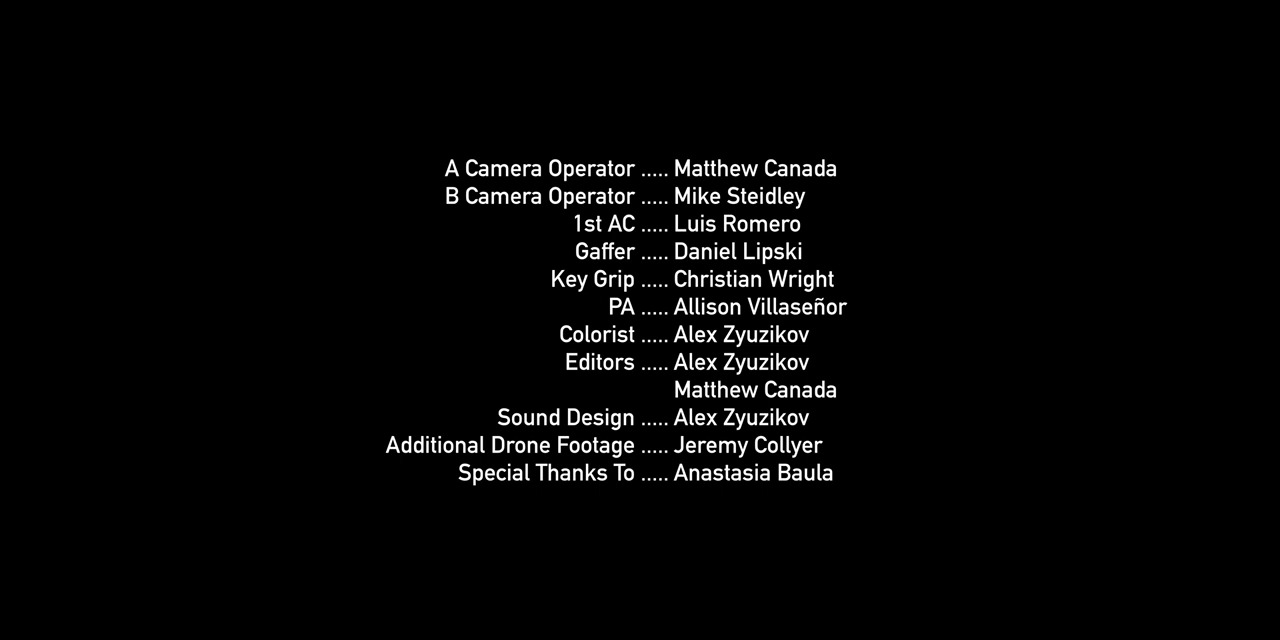 A Camera Operator ..... Matthew Canada
B Camera Operator ..... Mike Steidley
1st AC ..... Luis Romero
Gaffer ..... Daniel Lipski
Key Grip ..... Christian Wright
PA ..... Allison Villaseñor
Colorist ..... Alex Zyuzikov
Editors ..... Alex Zyuzikov
Matthew Canada
Sound Design ..... Alex Zyuzikov
Additional Drone Footage ..... Jeremy Collyer
Special Thanks To ..... Anastasia Baula